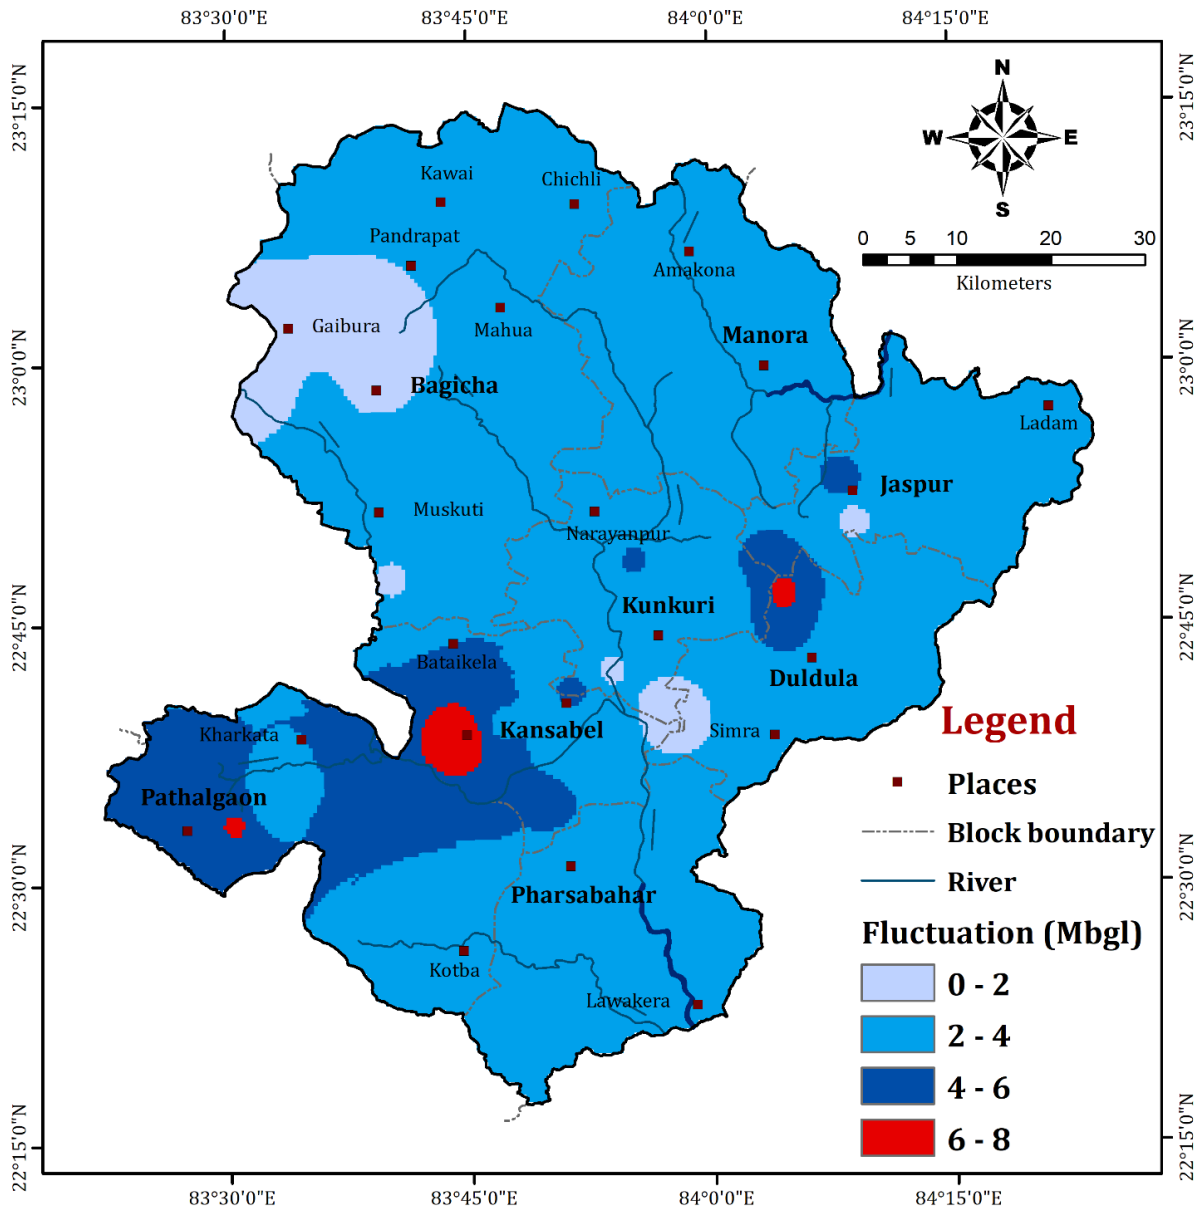 83°30'0"E 83°45'0"E 84°0'0"E 84°15'0"E
23°15'0"N
23°0'0"N
22°45'0"N
22°30'0"N
22°15'0"N
N
W E
S
0 5 10 20 30
Kilometers
Kawai
Chichli
Pandrapat
Amakona
Gaibura
Mahua
Manora
Bagicha
Ladam
Jaspur
Muskuti
Narayanpur
Kunkuri
Bataikela
Duldula
Kansabel
Simra
Kharkata
Pathalgaon
Pharsabahar
Kotba
Lawakera
Legend
Places
Block boundary
River
Fluctuation (Mbgl)
0 - 2
2 - 4
4 - 6
6 - 8
23°15'0"N
23°0'0"N
22°45'0"N
22°30'0"N
22°15'0"N
83°30'0"E 83°45'0"E 84°0'0"E 84°15'0"E